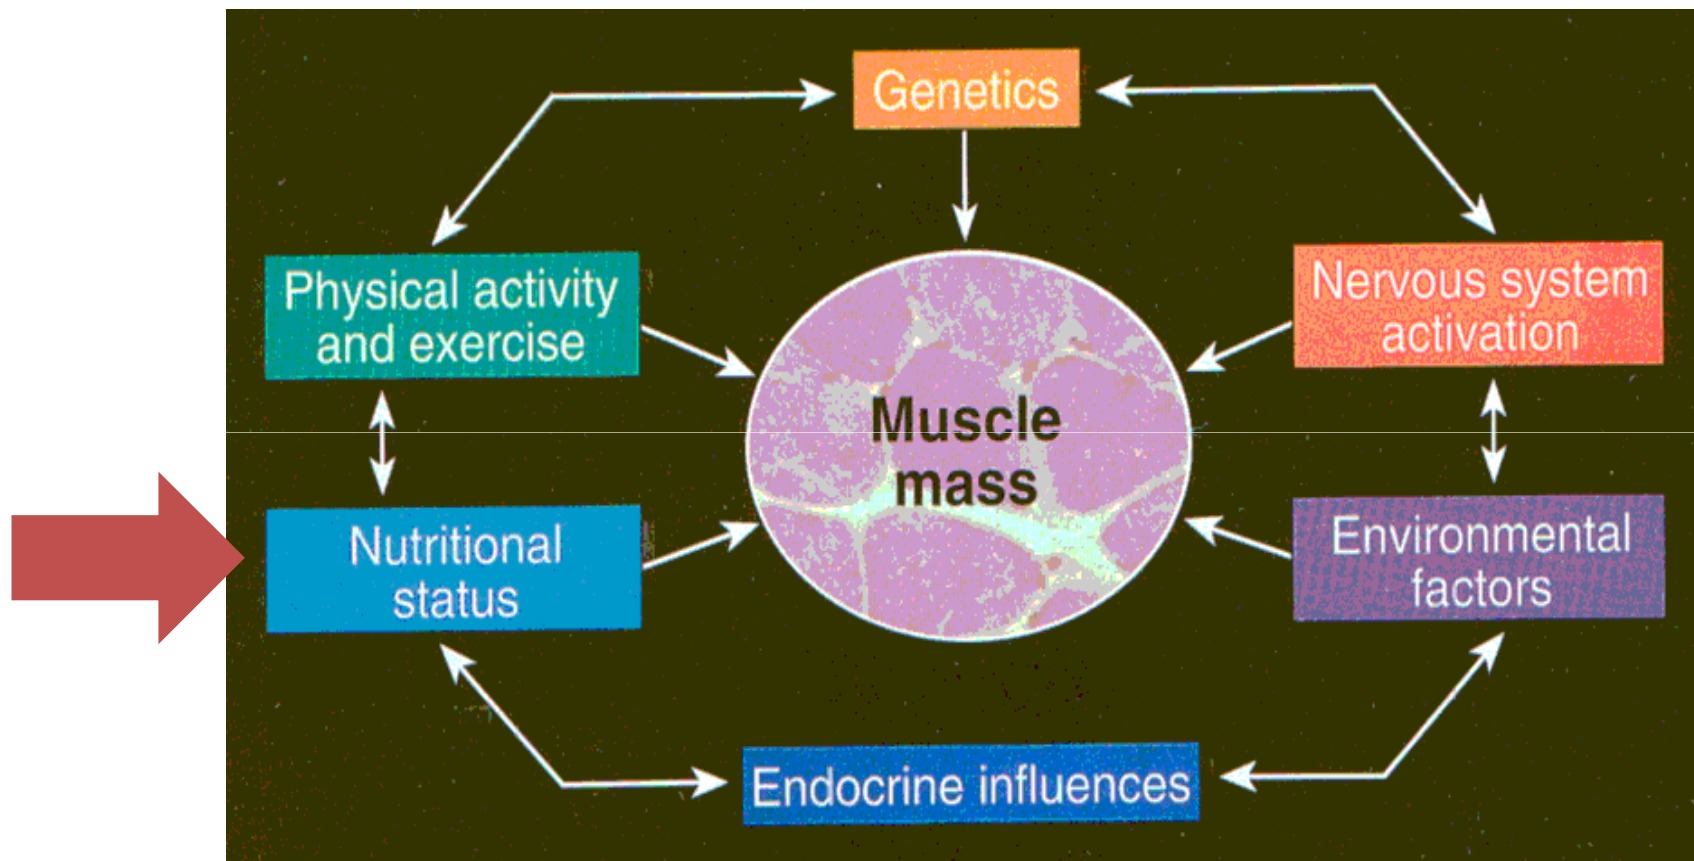 Genetics
Physical activity
and exercise
Nervous system
activation
Muscle
mass
Nutritional
status
Environmental
factors
Endocrine influences